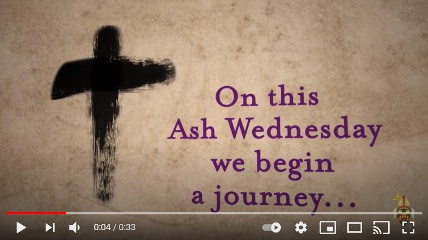 On this
Ash Wednesday
we begin
a journey...
0:04 / 0:33